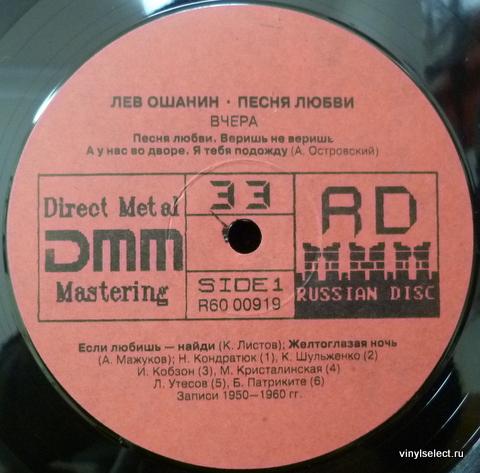 ЛЕВ ОШАНИН · ПЕСНЯ ЛЮБВИ
ВЧЕРА
Песня любви. Веришь не веришь
А у нас во дворе. Я тебя подожду (А. Островский)
Direct Metal
DMM
Mastering
33
SIDE 1
R60 00919
RD
RUSSIAN DISC
Если любишь — найди (К. Листов); Желтоглазая ночь
(А. Мажуков); Н. Кондратюк (1), К. Шульженко (2)
И. Кобзон (3), М. Кристалинская (4)
Л. Утесов (5), Б. Патриките (6)
Записи 1950—1960 гг.
vinylselect.ru